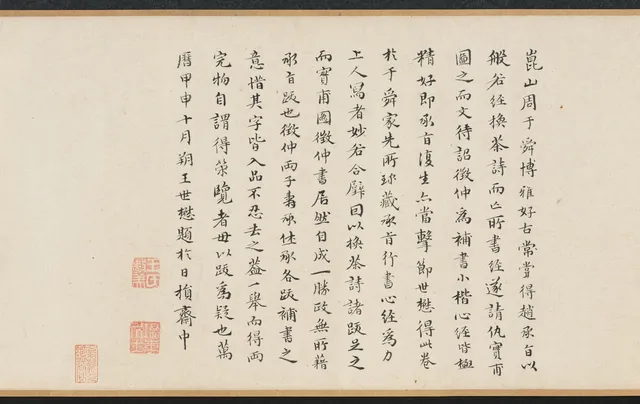 崑山周于舜博雅好古常嘗得趙承旨以
般若經換茶詩而亡所書經遂請仇實甫
圖之而文待詔徵仲為補書小楷心經皆極
精好即承旨復生亦當擊節世懋得此卷
於于舜家先所珍藏承旨行書心經為力
上人寫者妙若合璧因以換茶詩諸跋足之
而實甫圖徵仲書居然自成一勝政無所藉
承旨跋也徵仲兩子壽承休承各跋補書之
意惜其字皆入品不忍去之蓋一舉而得兩
完物自謂得策覽者毋以跋為疑也萬
曆甲申十月朔王世懋題於日損齋中